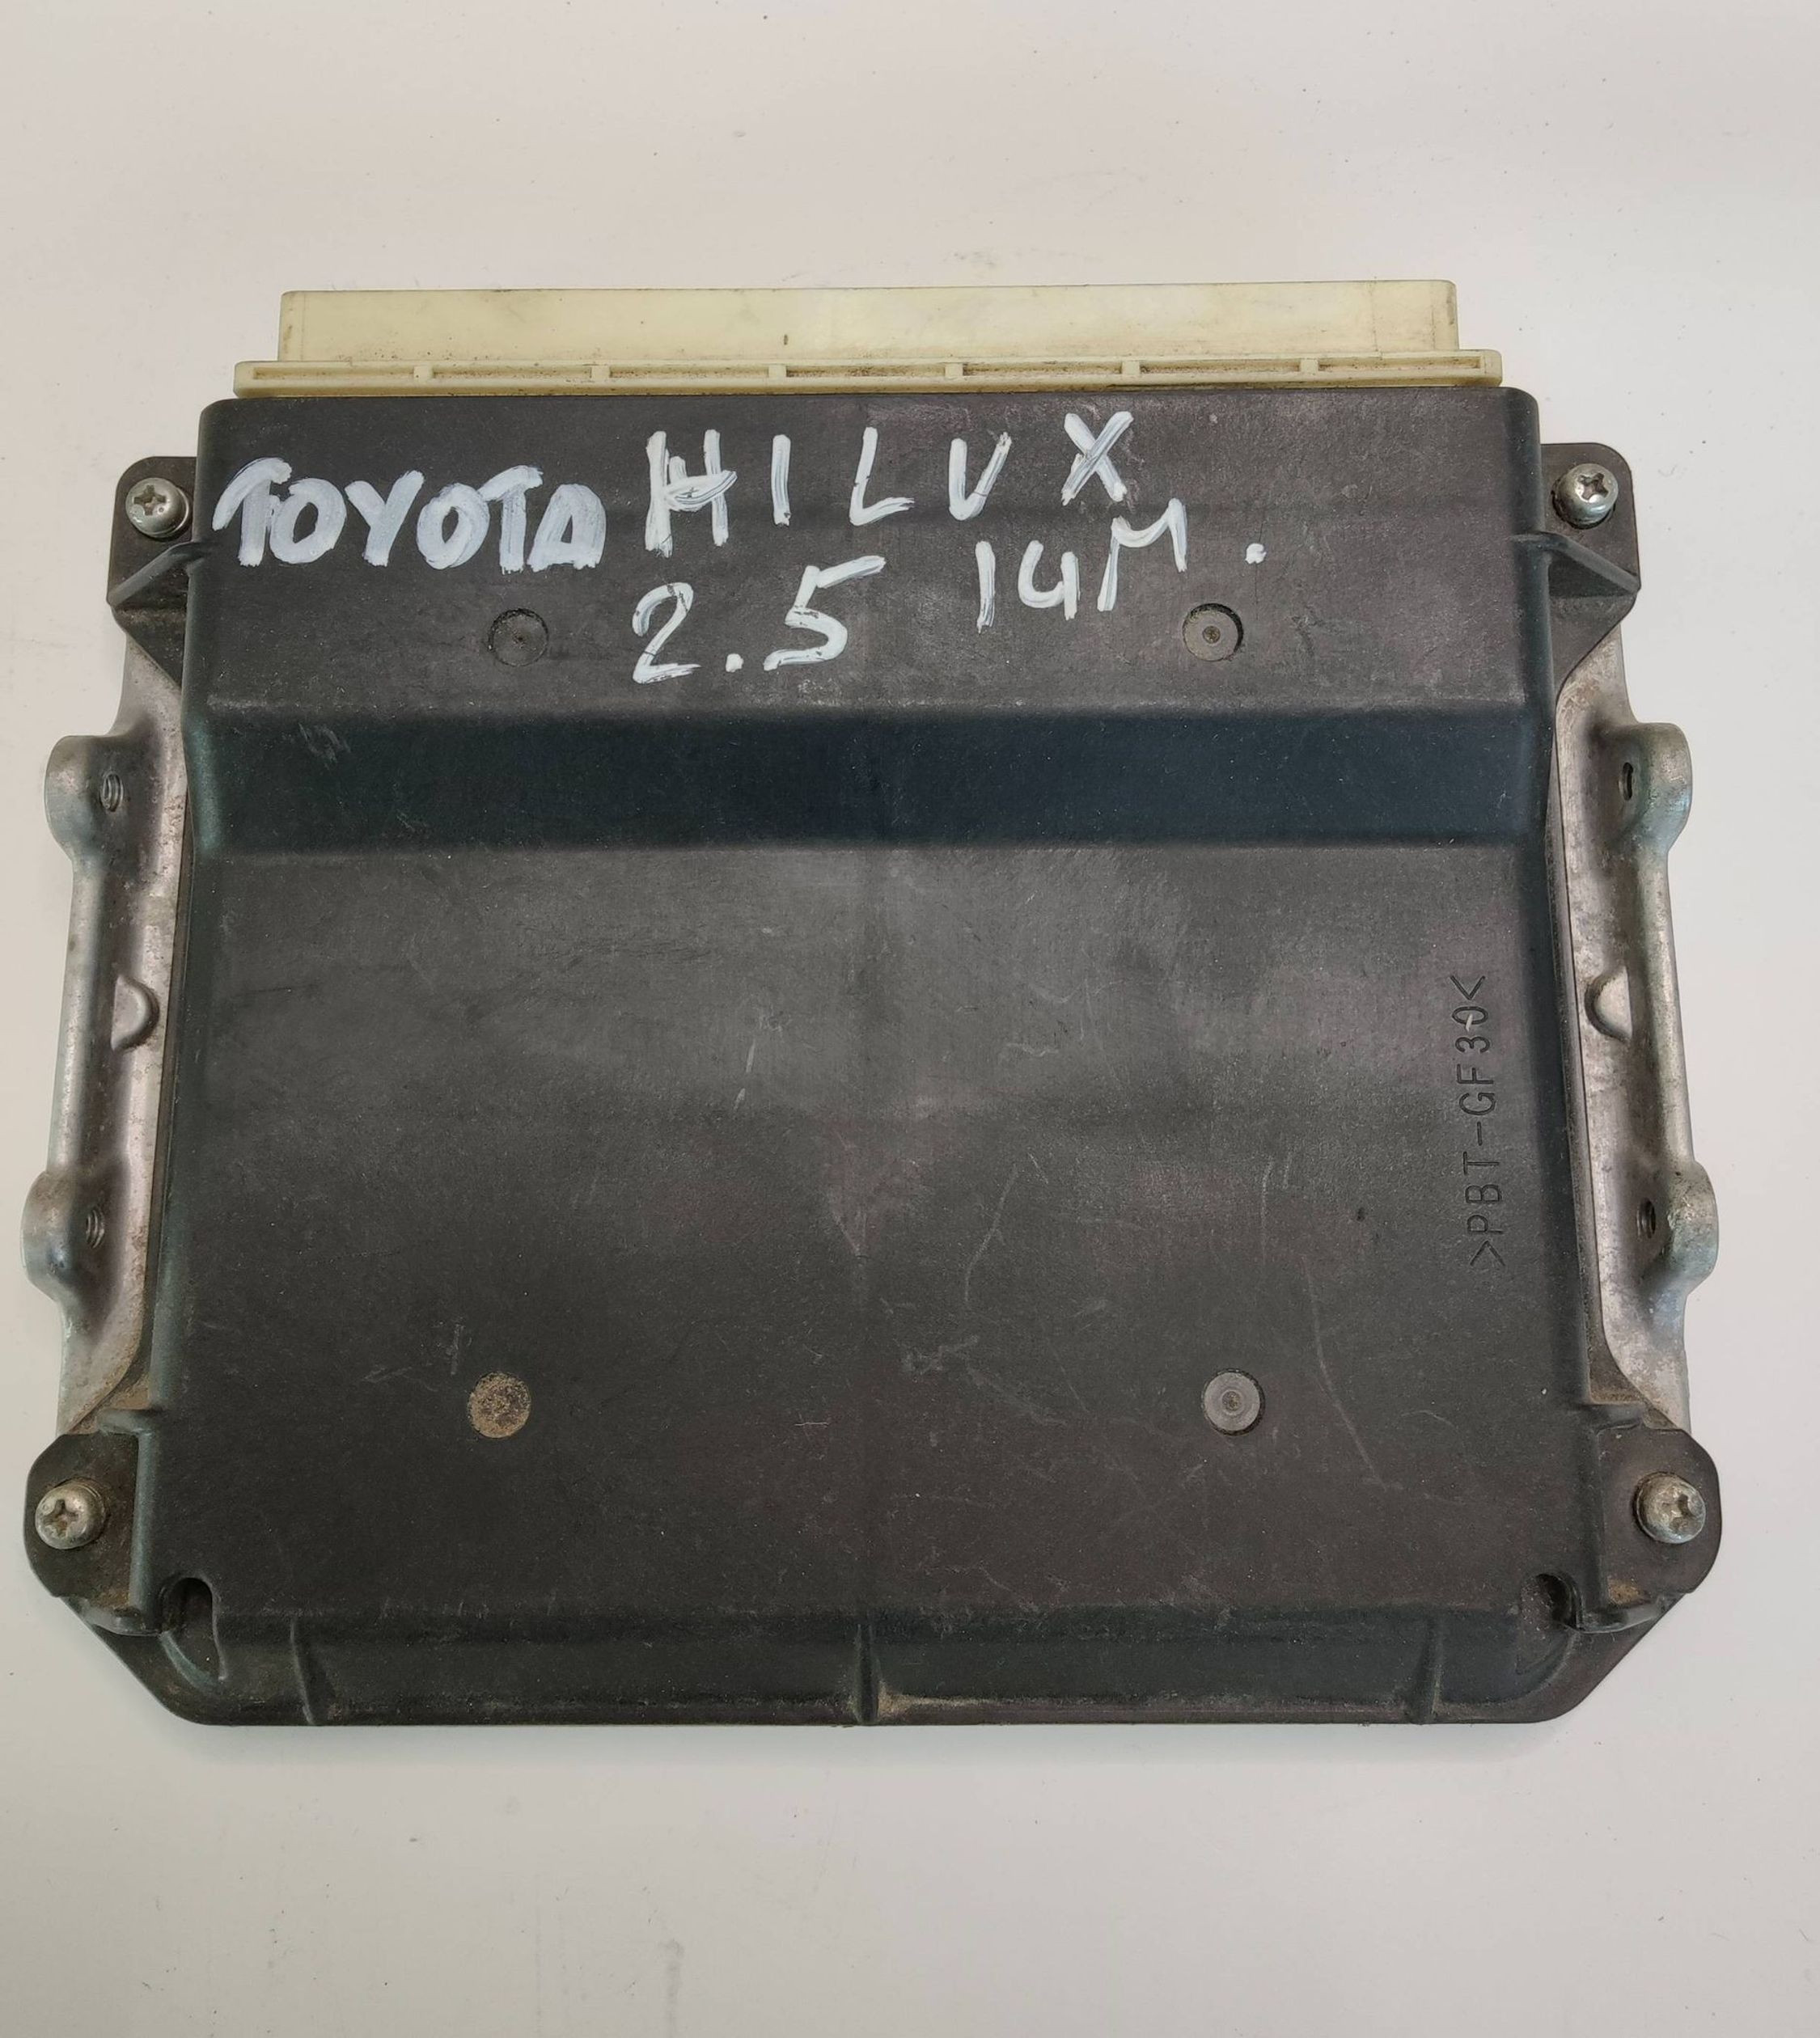 TOYOTA HILUX
2.5 14M.
>PBT-GF30<